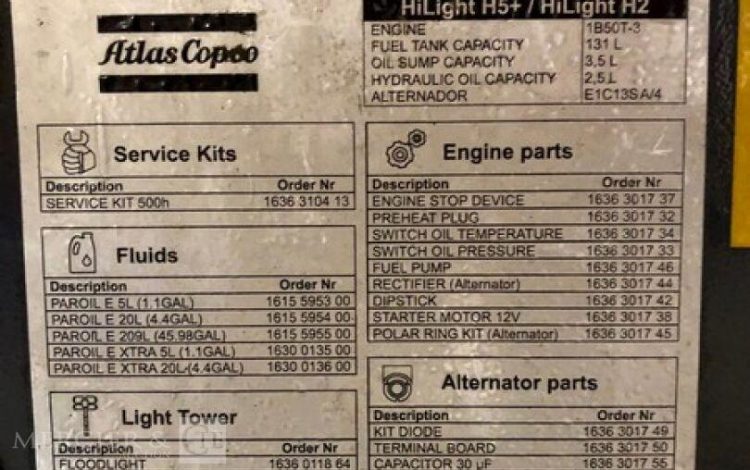 Atlas Copco
HiLight H5+ / HiLight H2
ENGINE 1B50T-3
FUEL TANK CAPACITY 131 L
OIL SUMP CAPACITY 3,5 L
HYDRAULIC OIL CAPACITY 2,5 L
ALTERNADOR E1C13SA/4
Service Kits
Description Order Nr
SERVICE KIT 500h 1636 3104 13
Fluids
Description Order Nr
PAROIL E 5L (1.1GAL) 1615 5953 00
PAROIL E 20L (4.4GAL) 1615 5954 00
PAROIL E 209L (45.98GAL) 1615 5955 00
PAROIL E XTRA 5L (1.1GAL) 1630 0135 00
PAROIL E XTRA 20L (4.4GAL) 1630 0136 00
Light Tower
Description Order Nr
FLOODLIGHT 1636 0118 64
Engine parts
Description Order Nr
ENGINE STOP DEVICE 1636 3017 37
PREHEAT PLUG 1636 3017 32
SWITCH OIL TEMPERATURE 1636 3017 34
SWITCH OIL PRESSURE 1636 3017 33
FUEL PUMP 1636 3017 46
RECTIFIER (Alternator) 1636 3017 44
DIPSTICK 1636 3017 42
STARTER MOTOR 12V 1636 3017 38
POLAR RING KIT (Alternator) 1636 3017 45
Alternator parts
Description Order Nr
KIT DIODE 1636 3017 49
TERMINAL BOARD 1636 3017 50
CAPACITOR 30 µF 1636 3017 55